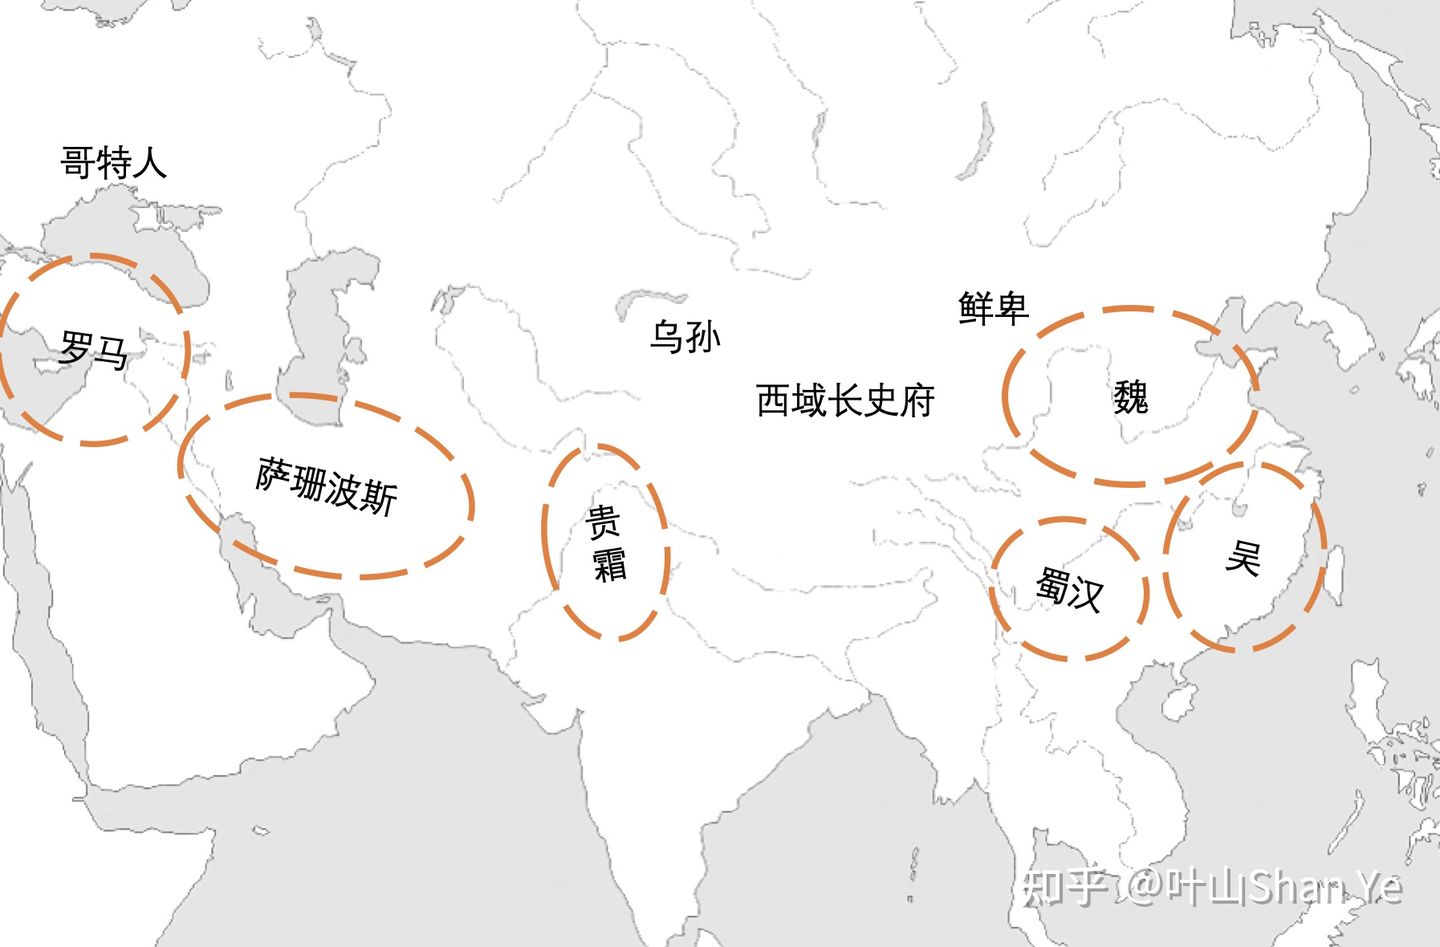 哥特人
鲜卑
乌孙
罗马
西域长史府
魏
萨珊波斯
贵
霜
吴
蜀汉
知乎 @叶山Shan Ye